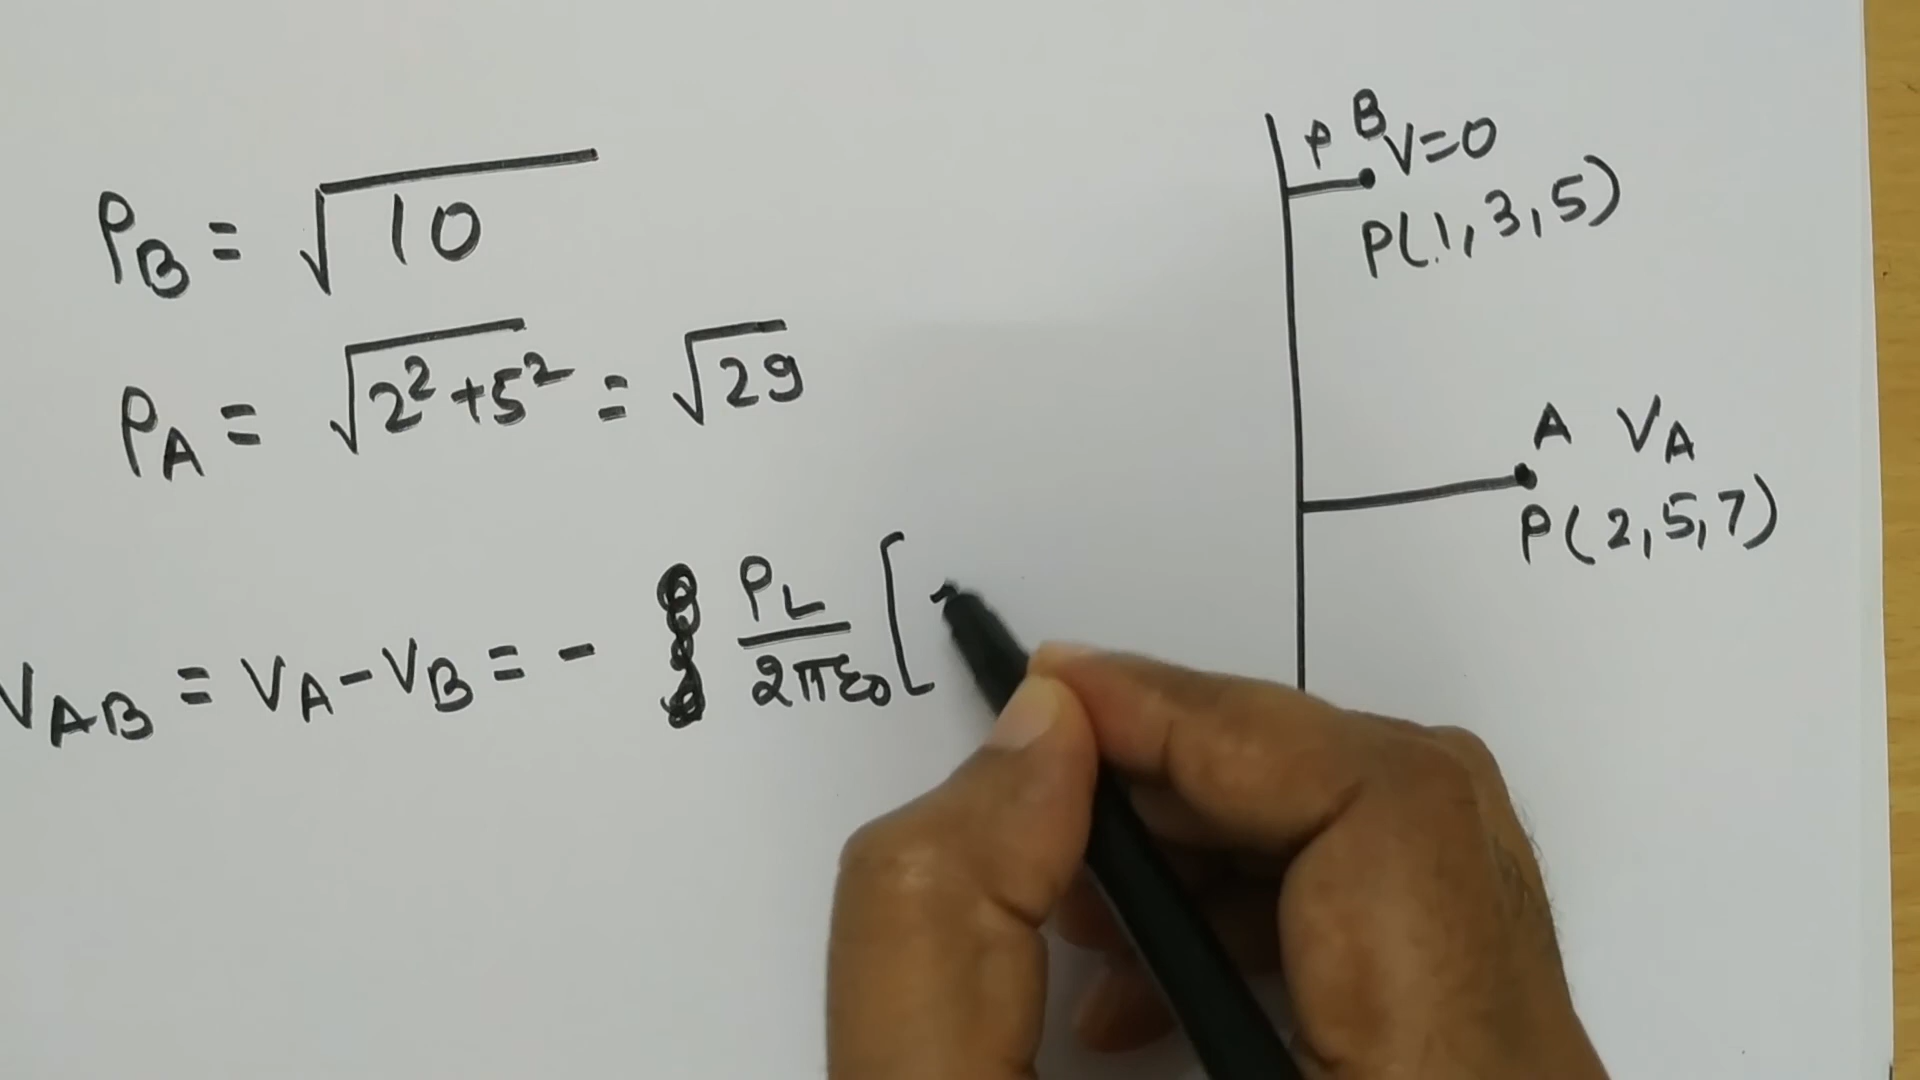 ρB = √10
ρA = √2²+5² = √29
VAB = VA-VB = - ρL/2πε0 [
B V=0
P(1,3,5)
A VA
P(2,5,7)